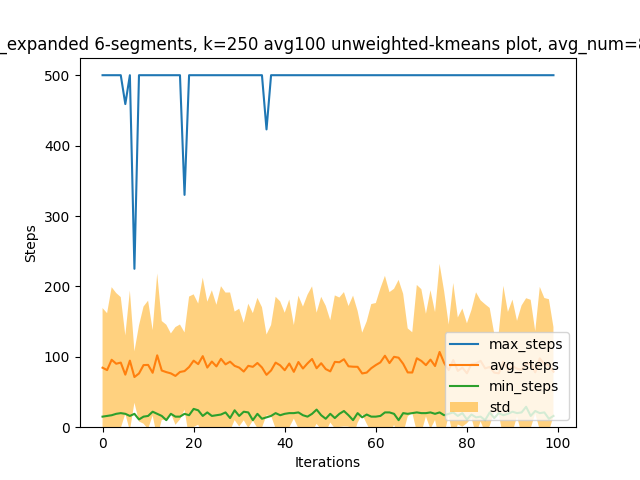 _expanded 6-segments, k=250 avg100 unweighted-kmeans plot, avg_num=8
500
400
300
200
100
0
Steps
0 20 40 60 80 100
Iterations
max_steps
avg_steps
min_steps
std